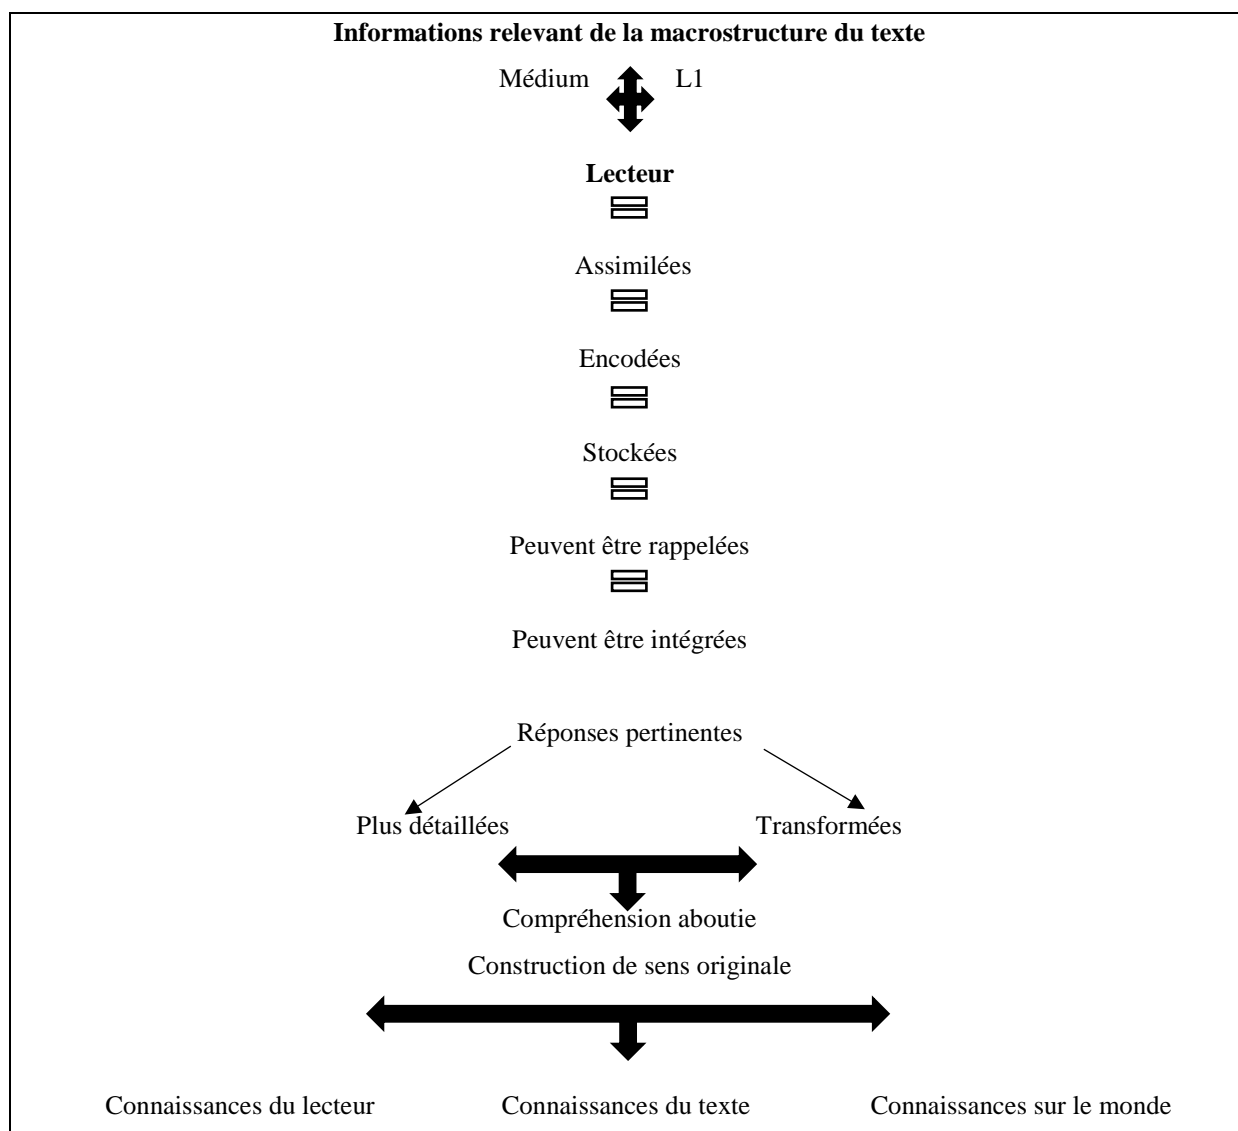 Informations relevant de la macrostructure du texte
Médium L1
Lecteur
Assimilées
Encodées
Stockées
Peuvent être rappelées
Peuvent être intégrées
Réponses pertinentes
Plus détaillées Transformées
Compréhension aboutie
Construction de sens originale
Connaissances du lecteur Connaissances du texte Connaissances sur le monde